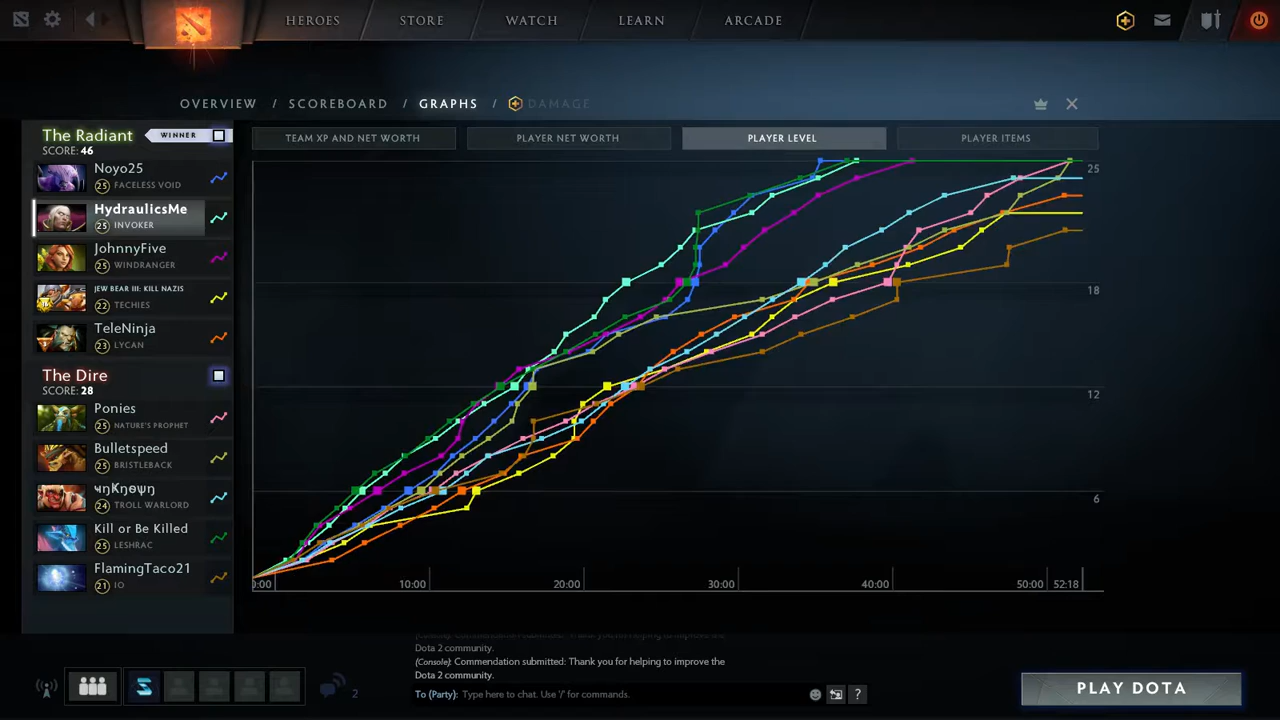 HEROES
STORE
WATCH
LEARN
ARCADE
OVERVIEW / SCOREBOARD / GRAPHS / DAMAGE
The Radiant
WINNER
SCORE: 46
Noyo25
25 FACELESS VOID
HydraulicsMe
25 INVOKER
JohnnyFive
25 WINDRANGER
JEW BEAR III: KILL NAZIS
22 TECHIES
TeleNinja
23 LYCAN
The Dire
SCORE: 28
Ponies
25 NATURE'S PROPHET
Bulletspeed
25 BRISTLEBACK
24 TROLL WARLORD
Kill or Be Killed
25 LESHRAC
FlamingTaco21
21 IO
TEAM XP AND NET WORTH
PLAYER NET WORTH
PLAYER LEVEL
PLAYER ITEMS
25
18
12
6
0:00
10:00
20:00
30:00
40:00
50:00
52:18
Dota 2 community.
(Console): Commendation submitted: Thank you for helping to improve the
Dota 2 community.
To (Party): Type here to chat. Use '/' for commands.
?
2
PLAY DOTA